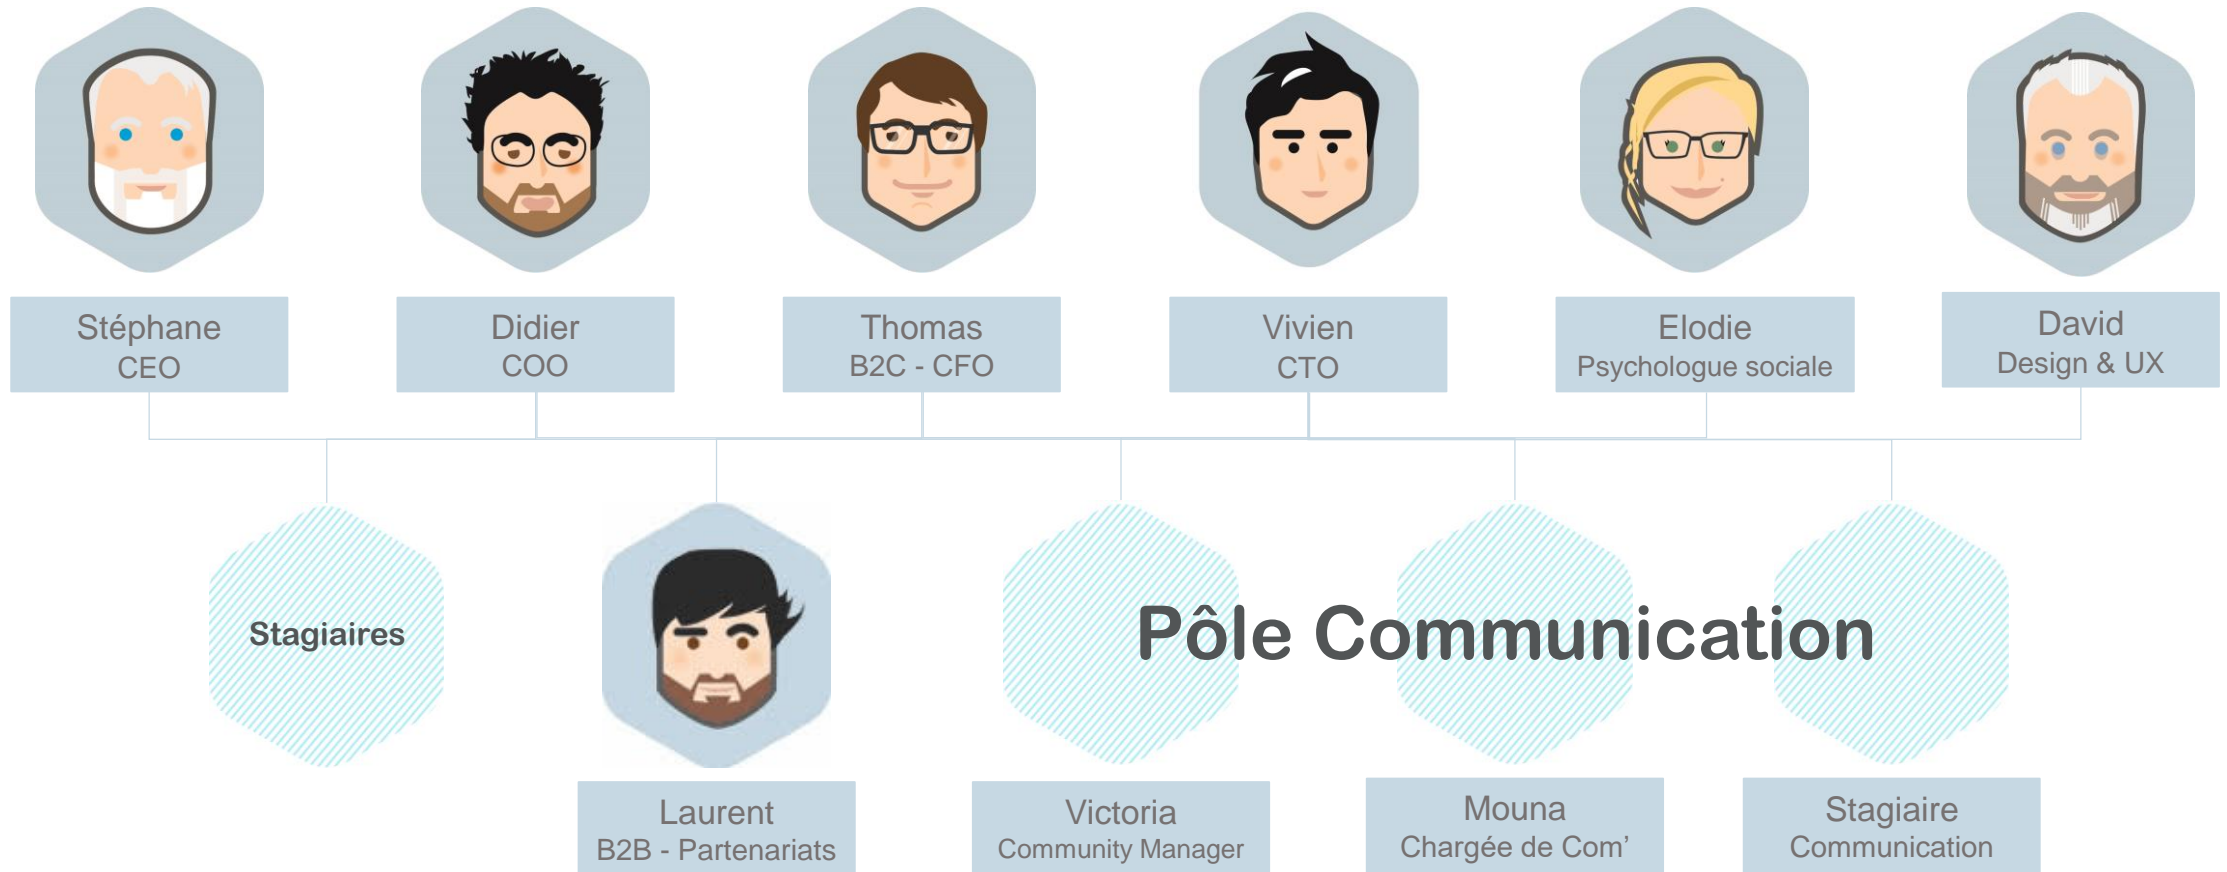 Stéphane
CEO
Didier
COO
Thomas
B2C - CFO
Vivien
CTO
Elodie
Psychologue sociale
David
Design & UX
Stagiaires
Pôle Communication
Laurent
B2B - Partenariats
Victoria
Community Manager
Mouna
Chargée de Com’
Stagiaire
Communication